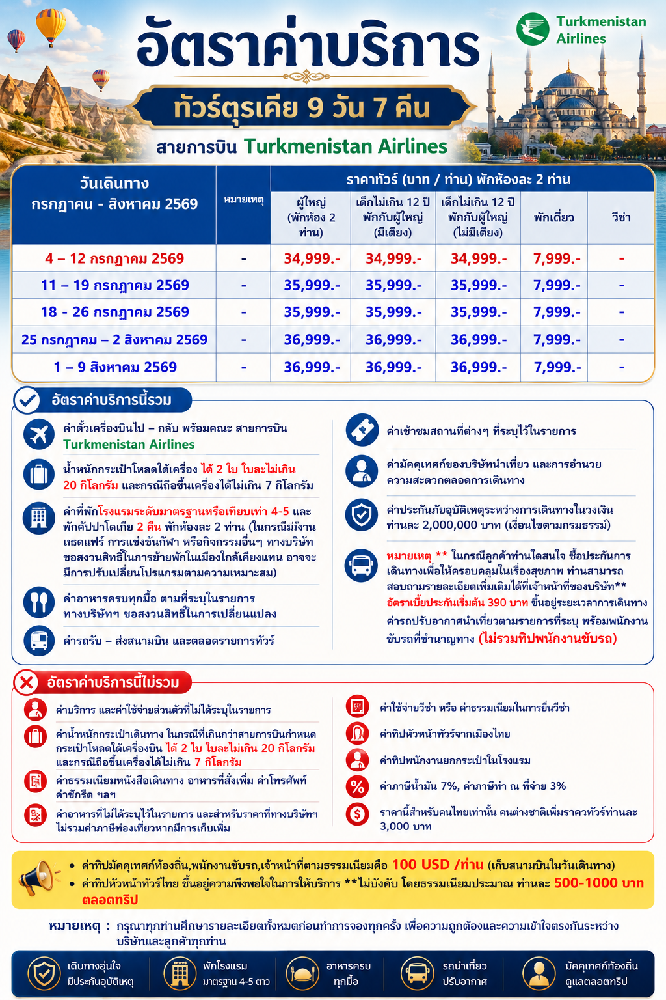 อัตราค่าบริการ
Turkmenistan
Airlines
ทัวร์ตุรเคีย 9 วัน 7 คืน
สายการบิน Turkmenistan Airlines
วันเดินทาง
กรกฏาคน - สิงหาคม 2569
หมายเหตุ
ราคาทัวร์ (บาท / ท่าน) พักห้องละ 2 ท่าน
ผู้ใหญ่
(พักห้อง 2
ท่าน)
เด็กไม่เกิน 12 ปี
พักกับผู้ใหญ่
(มีเตียง)
เด็กไม่เกิน 12 ปี
พักกับผู้ใหญ่
(ไม่มีเตียง)
พักเดี่ยว
วีซ่า
4 – 12 กรกฏาคม 2569 - 34,999.- 34,999.- 34,999.- 7,999.- -
11 – 19 กรกฏาคม 2569 - 35,999.- 35,999.- 35,999.- 7,999.- -
18 - 26 กรกฏาคม 2569 - 35,999.- 35,999.- 35,999.- 7,999.- -
25 กรกฏาคม – 2 สิงหาคม 2569 - 36,999.- 36,999.- 36,999.- 7,999.- -
1 – 9 สิงหาคม 2569 - 36,999.- 36,999.- 36,999.- 7,999.- -
อัตราค่าบริการนี้รวม
ค่าตั้วเครื่องบินไป – กลับ พร้อมคณะ สายการบิน
Turkmenistan Airlines
น้ำหนักกระเป๋าโหลดใต้เครื่อง ได้ 2 ใบ ใบละไม่เกิน
20 กิโลกรัม และกรณีถือขึ้นเครื่องได้ไม่เกิน 7 กิโลกรัม
ค่าที่พักโรงแรมระดับมาตรฐานหรือเทียบเท่า 4-5 และ
พักคัปปาโดเกีย 2 คืน พักห้องละ 2 ท่าน (ในกรณีมีงาน
เทรดแฟร์ การแข่งขันกีฬา หรือกิจกรรมอื่นๆ ทางบริษัท
ขอสงวนสิทธิ์ในการย้ายพักในเมืองใกล้เคียงแทน อาจจะ
มีการปรับเปลี่ยนโปรแกรมตามความเหมาะสม)
ค่าอาหารครบทุกมื้อ ตามที่ระบุในรายการ
ทางบริษัทฯ ขอสงวนสิทธิ์ในการเปลี่ยนแปลง
ค่ารถรับ – ส่งสนามบิน และตลอดรายการทัวร์
ค่าเข้าชมสถานที่ต่างๆ ที่ระบุไว้ในรายการ
ค่ามัคคุเทศก์ของบริษัทนำเที่ยว และการอำนวย
ความสะดวกตลอดการเดินทาง
ค่าประกันภัยอุบัติเหตุระหว่างการเดินทางในวงเงิน
ท่านละ 2,000,000 บาท (เงื่อนไขตามกรมธรรม์)
หมายเหตุ ** ในกรณีลูกค้าท่านใดสนใจ ซื้อประกันการ
เดินทางเพื่อให้ครอบคลุมในเรื่องสุขภาพ ท่านสามารถ
สอบถามรายละเอียดเพิ่มเติมได้ที่เจ้าหน้าที่ของบริษัท**
อัตราเบี้ยประกันเริ่มต้น 390 บาท ขึ้นอยู่ระยะเวลาการเดินทาง
ค่ารถปรับอากาศนำเที่ยวตามรายการที่ระบุ พร้อมพนักงาน
ขับรถที่ชำนาญทาง (ไม่รวมทิปพนักงานขับรถ)
อัตราค่าบริการนี้ไม่รวม
ค่าบริการ และค่าใช้จ่ายส่วนตัวที่ไม่ได้ระบุในรายการ
ค่าน้ำหนักกระเป๋าเดินทาง ในกรณีที่เกินกว่าสายการบินกำหนด
กระเป๋าโหลดใต้เครื่องบิน ได้ 2 ใบ ใบละไม่เกิน 20 กิโลกรัม
และกรณีถือขึ้นเครื่องได้ไม่เกิน 7 กิโลกรัม
ค่าธรรมเนียมหนังสือเดินทาง อาหารที่สั่งเพิ่ม ค่าโทรศัพท์
ค่าซักรีด ฯลฯ
ค่าอาหารที่ไม่ได้ระบุไว้ในรายการ และสำหรับราคาที่ทางบริษัทฯ
ไม่รวมค่าภาษีท่องเที่ยวหากมีการเก็บเพิ่ม
ค่าใช้จ่ายวีซ่า หรือ ค่าธรรมเนียมในการยื่นวีซ่า
ค่าทิปหัวหน้าทัวร์จากเมืองไทย
ค่าทิปพนักงานยกกระเป๋าในโรงแรม
ค่าภาษีน้ำมัน 7%, ค่าภาษีท่า ณ ที่จ่าย 3%
ราคานี้สำหรับคนไทยเท่านั้น คนต่างชาติเพิ่มราคาทัวร์ท่านละ
3,000 บาท
• ค่าทิปมัคคุเทศก์ท้องถิ่น,พนักงานขับรถ,เจ้าหน้าที่ตามธรรมเนียมคือ 100 USD /ท่าน (เก็บสนามบินในวันเดินทาง)
• ค่าทิปหัวหน้าทัวร์ไทย ขึ้นอยู่ความพึงพอใจในการให้บริการ **ไม่บังคับ โดยธรรมเนียมประมาณ ท่านละ 500-1000 บาท
ตลอดทริป
หมายเหตุ : กรุณาทุกท่านศึกษารายละเอียดทั้งหมดก่อนทำการจองทุกครั้ง เพื่อความถูกต้องและความเข้าใจตรงกันระหว่าง
บริษัทและลูกค้าทุกท่าน
เดินทางอุ่นใจ
มีประกันอุบัติเหตุ
พักโรงแรม
มาตรฐาน 4-5 ดาว
อาหารครบ
ทุกมื้อ
รถนำเที่ยว
ปรับอากาศ
มัคคุเทศก์ท้องถิ่น
ดูแลตลอดทริป